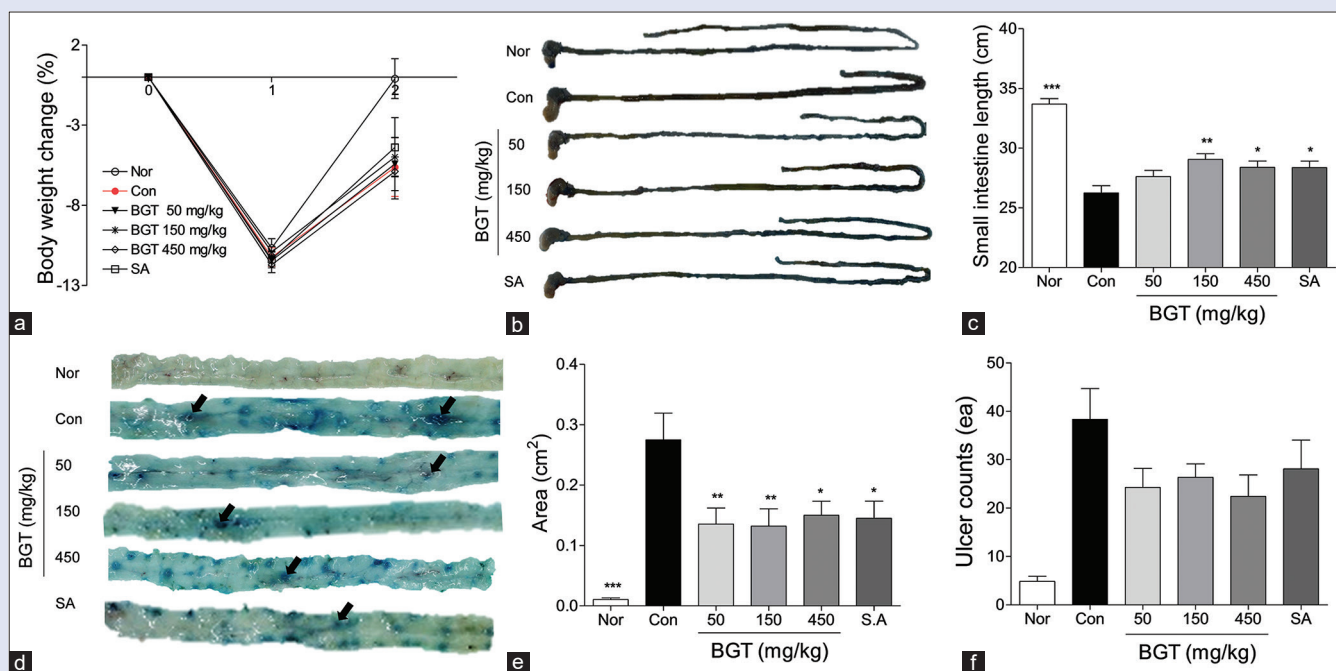 2
-3
-8
-13
Body weight change (%)
0
1
2
Nor
Con
BGT 50 mg/kg
BGT 150 mg/kg
BGT 450 mg/kg
SA
a
Nor
Con
50
150
450
BGT (mg/kg)
SA
b
40
35
30
25
20
Small intestine length (cm)
***
**
*
*
Nor
Con
50
150
450
SA
BGT (mg/kg)
c
Nor
Con
50
150
450
BGT (mg/kg)
SA
d
0.4
0.3
0.2
0.1
0.0
Area (cm²)
***
**
**
*
*
Nor
Con
50
150
450
S.A
BGT (mg/kg)
e
50
40
30
20
10
0
Ulcer counts (ea)
Nor
Con
50
150
450
SA
BGT (mg/kg)
f